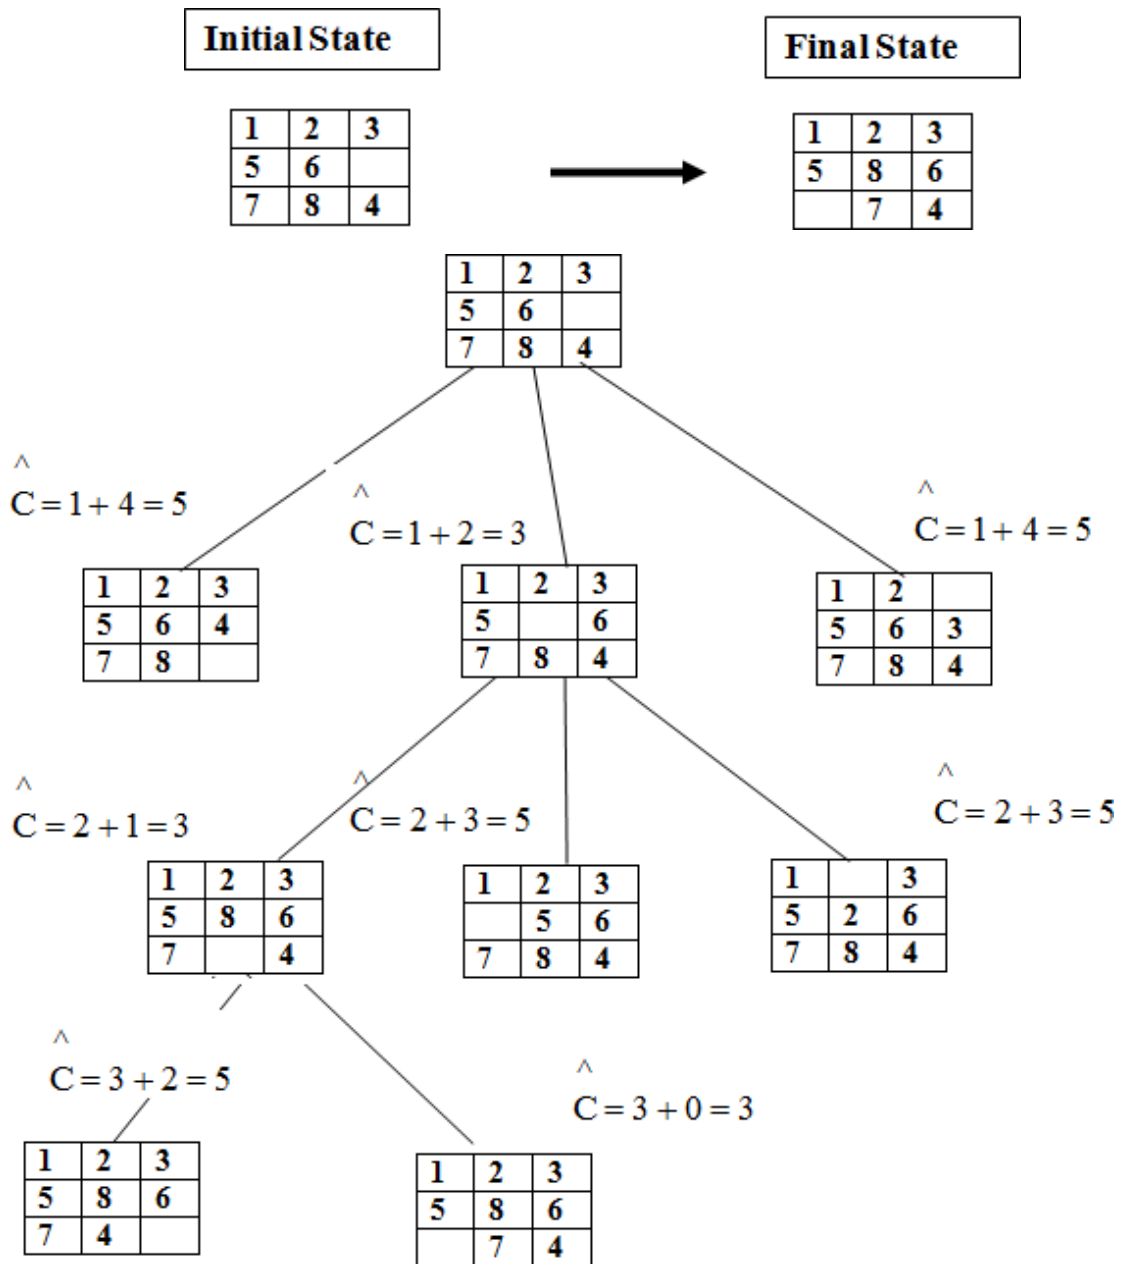 Initial State
Final State
1 2 3
5 6
7 8 4
1 2 3
5 8 6
7 4
1 2 3
5 6
7 8 4
^
C = 1 + 4 = 5
^
C = 1 + 2 = 3
^
C = 1 + 4 = 5
1 2 3
5 6 4
7 8
1 2 3
5 6
7 8 4
1 2
5 6 3
7 8 4
^
C = 2 + 1 = 3
^
C = 2 + 3 = 5
^
C = 2 + 3 = 5
1 2 3
5 8 6
7 4
1 2 3
5 6
7 8 4
1 3
5 2 6
7 8 4
^
C = 3 + 2 = 5
^
C = 3 + 0 = 3
1 2 3
5 8 6
7 4
1 2 3
5 8 6
7 4